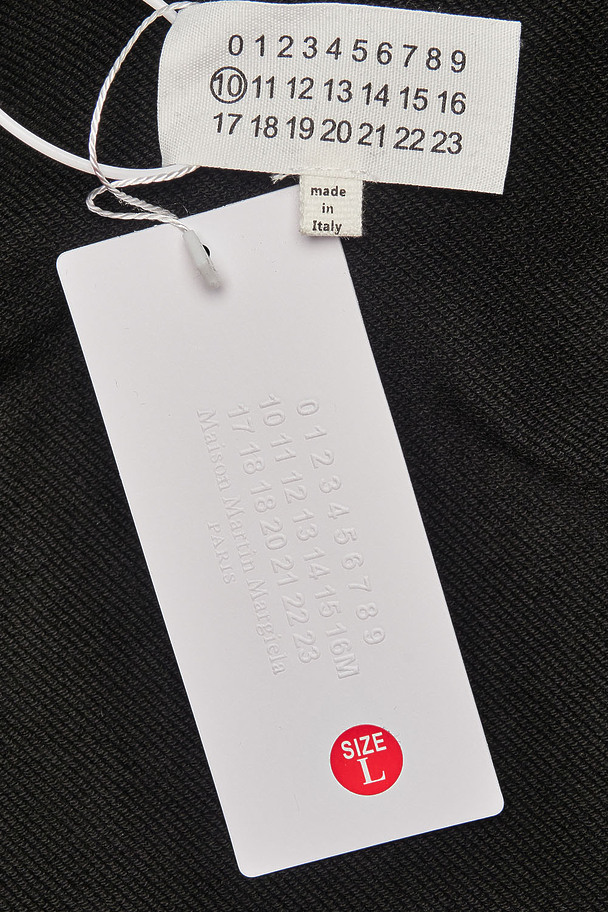 0 1 2 3 4 5 6 7 8 9
10 11 12 13 14 15 16
17 18 19 20 21 22 23
made
in
Italy
0 1 2 3 4 5 6 7 8 9
10 11 12 13 14 15 16M
17 18 18 20 21 22 23
Maison Martin Margiela
PARIS
SIZE
L